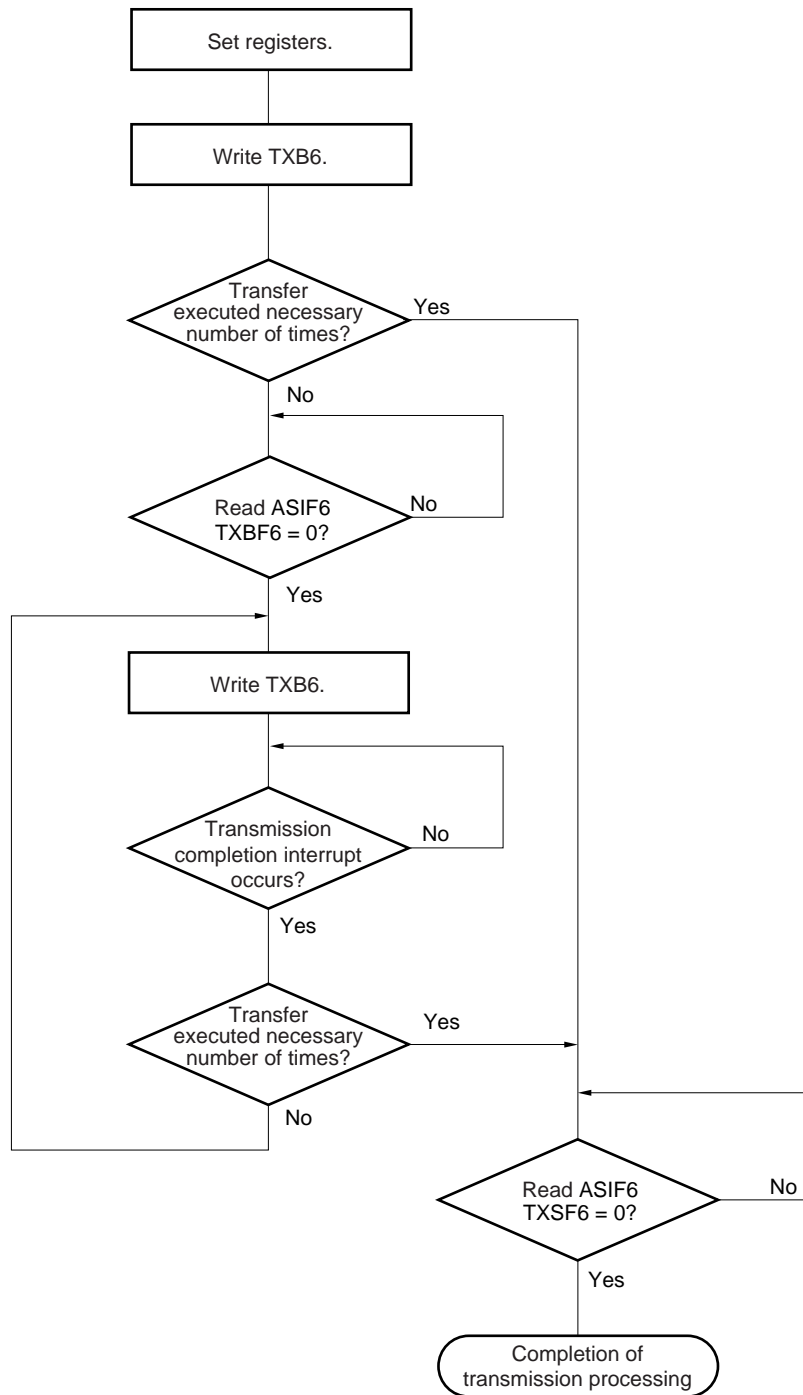 Set registers.
Write TXB6.
Transfer
executed necessary
number of times?
Yes
No
Read ASIF6
TXBF6 = 0?
No
Yes
Write TXB6.
Transmission
completion interrupt
occurs?
No
Yes
Transfer
executed necessary
number of times?
Yes
No
Read ASIF6
TXSF6 = 0?
No
Yes
Completion of
transmission processing